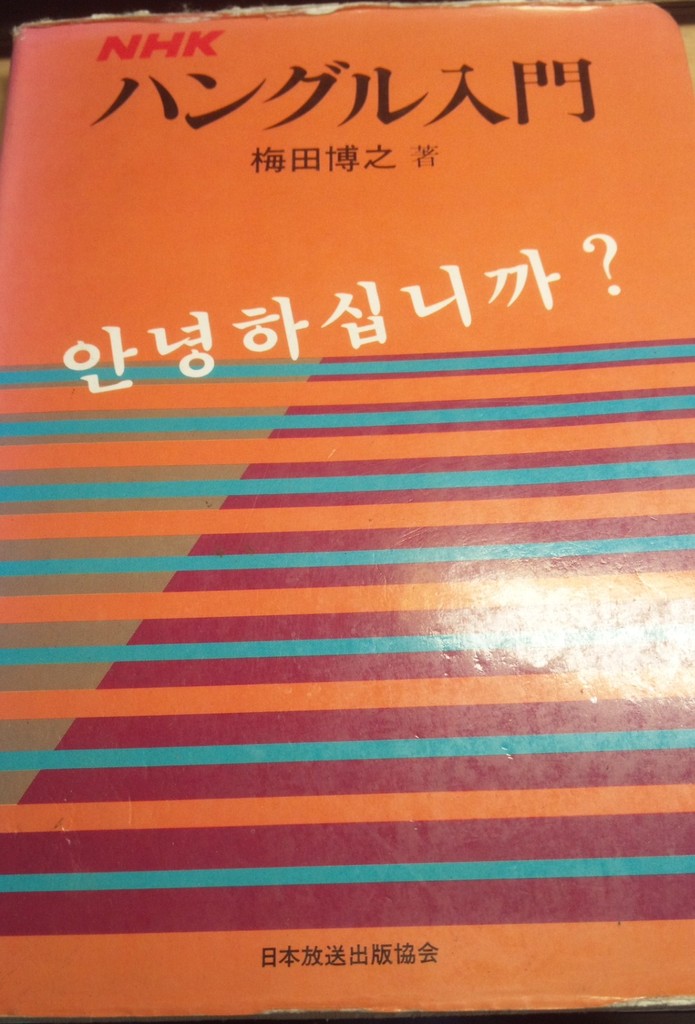 NHK
ハングル入門
梅田博之 著
안녕하십니까?
日本放送出版協会